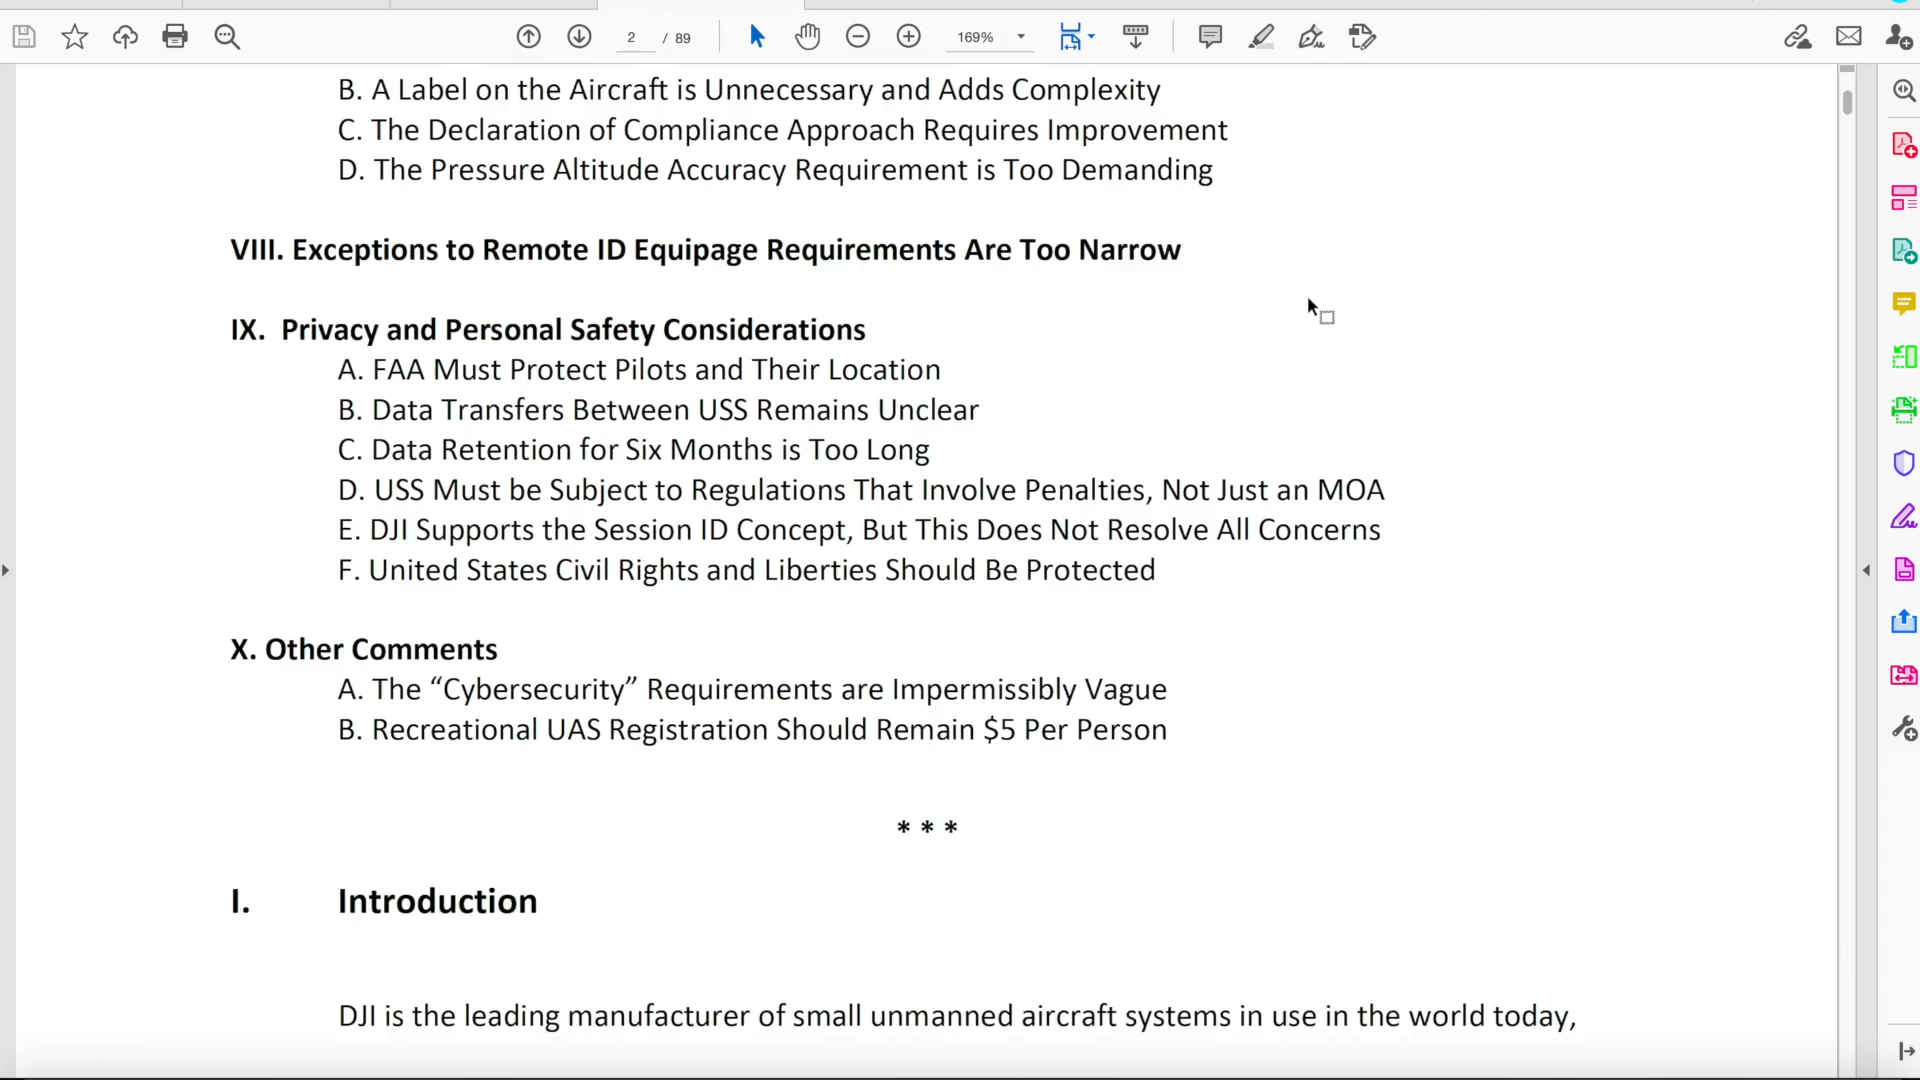 2 / 89
169%
B. A Label on the Aircraft is Unnecessary and Adds Complexity
C. The Declaration of Compliance Approach Requires Improvement
D. The Pressure Altitude Accuracy Requirement is Too Demanding
VIII. Exceptions to Remote ID Equipage Requirements Are Too Narrow
IX. Privacy and Personal Safety Considerations
A. FAA Must Protect Pilots and Their Location
B. Data Transfers Between USS Remains Unclear
C. Data Retention for Six Months is Too Long
D. USS Must be Subject to Regulations That Involve Penalties, Not Just an MOA
E. DJI Supports the Session ID Concept, But This Does Not Resolve All Concerns
F. United States Civil Rights and Liberties Should Be Protected
X. Other Comments
A. The “Cybersecurity” Requirements are Impermissibly Vague
B. Recreational UAS Registration Should Remain $5 Per Person
* * *
I. Introduction
DJI is the leading manufacturer of small unmanned aircraft systems in use in the world today,